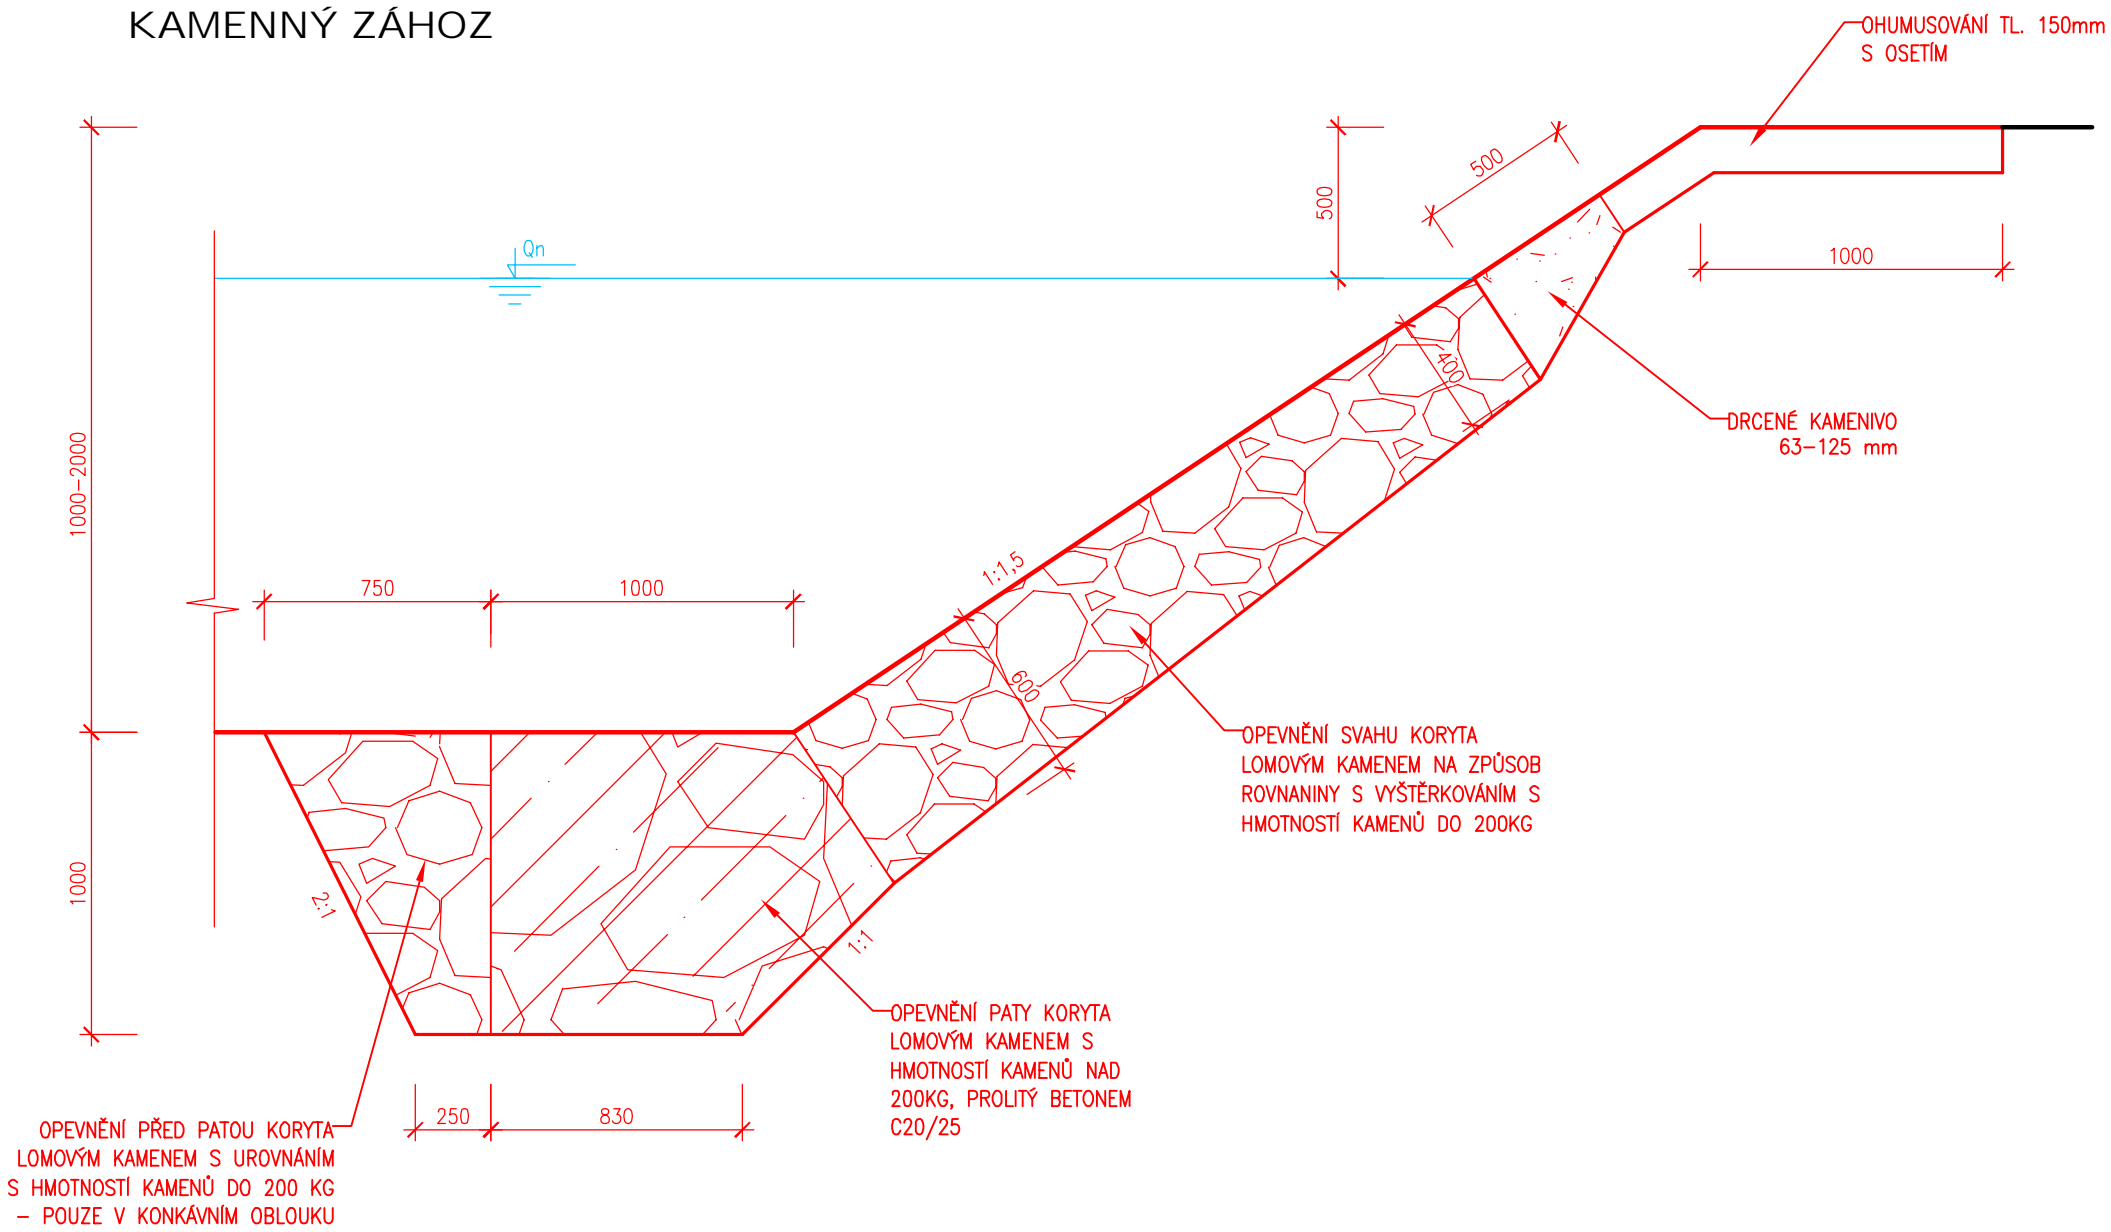 KAMENNÝ ZÁHOZ
OHUMUSOVÁNÍ TL. 150mm
S OSETÍM
500
500
Qn
1000
400
DRCENÉ KAMENIVO
63-125 mm
1000-2000
1:1,5
750
1000
600
OPEVNĚNÍ SVAHU KORYTA
LOMOVÝM KAMENEM NA ZPŮSOB
ROVNANINY S VYŠTĚRKOVÁNÍM S
HMOTNOSTÍ KAMENŮ DO 200KG
1000
2:1
1:1
OPEVNĚNÍ PATY KORYTA
LOMOVÝM KAMENEM S
HMOTNOSTÍ KAMENŮ NAD
200KG, PROLITÝ BETONEM
C20/25
250
830
OPEVNĚNÍ PŘED PATOU KORYTA
LOMOVÝM KAMENEM S UROVNÁNÍM
S HMOTNOSTÍ KAMENŮ DO 200 KG
- POUZE V KONKÁVNÍM OBLOUKU